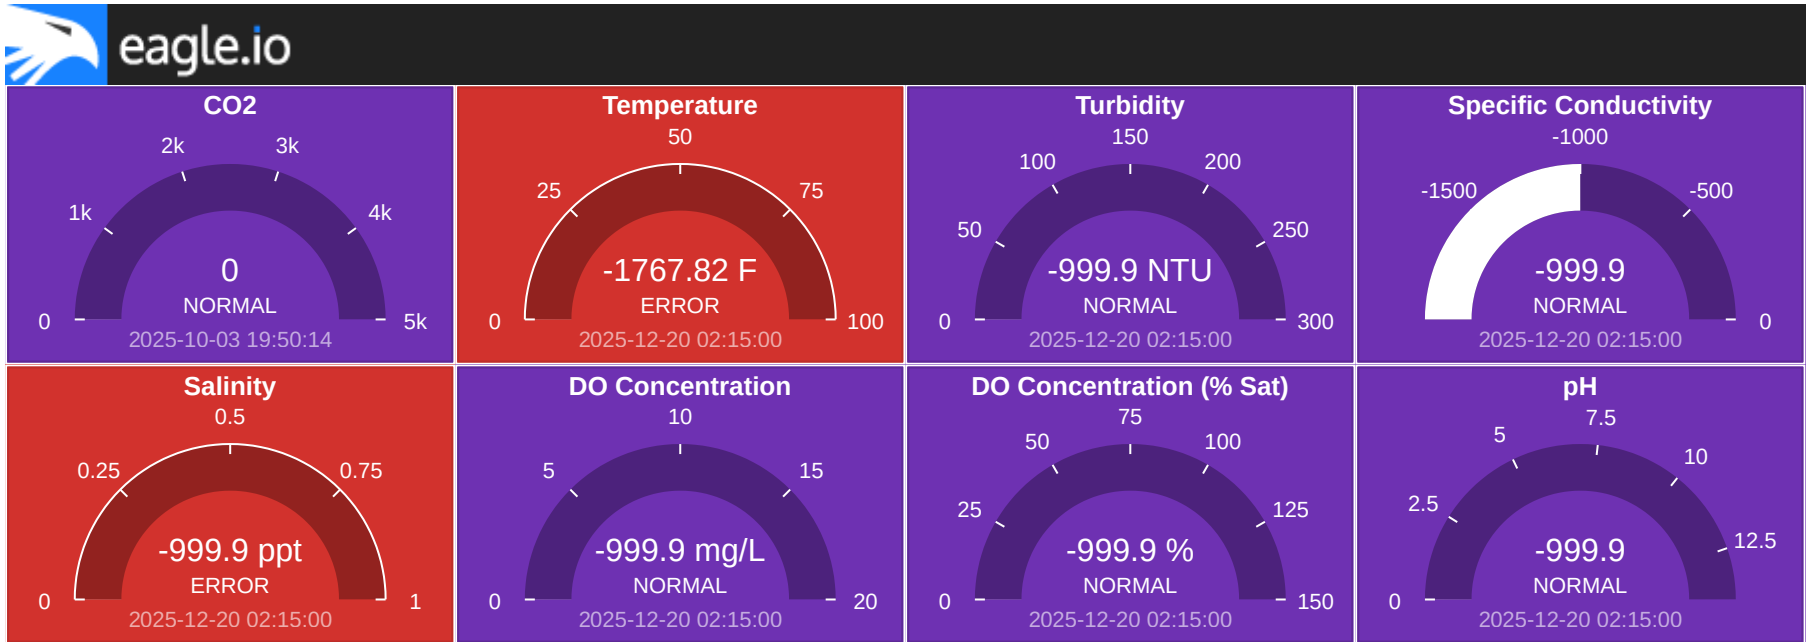 eagle.io
CO2
2k
3k
1k
4k
0
NORMAL
0
5k
2025-10-03 19:50:14
Temperature
50
25
75
-1767.82 F
ERROR
0
100
2025-12-20 02:15:00
Turbidity
150
100
200
50
250
-999.9 NTU
NORMAL
0
300
2025-12-20 02:15:00
Specific Conductivity
-1000
-1500
-500
-999.9
NORMAL
0
2025-12-20 02:15:00
Salinity
0.5
0.25
0.75
-999.9 ppt
ERROR
0
1
2025-12-20 02:15:00
DO Concentration
10
5
15
-999.9 mg/L
NORMAL
0
20
2025-12-20 02:15:00
DO Concentration (% Sat)
75
50
100
25
125
-999.9 %
NORMAL
0
150
2025-12-20 02:15:00
pH
7.5
5
10
2.5
12.5
-999.9
NORMAL
0
2025-12-20 02:15:00